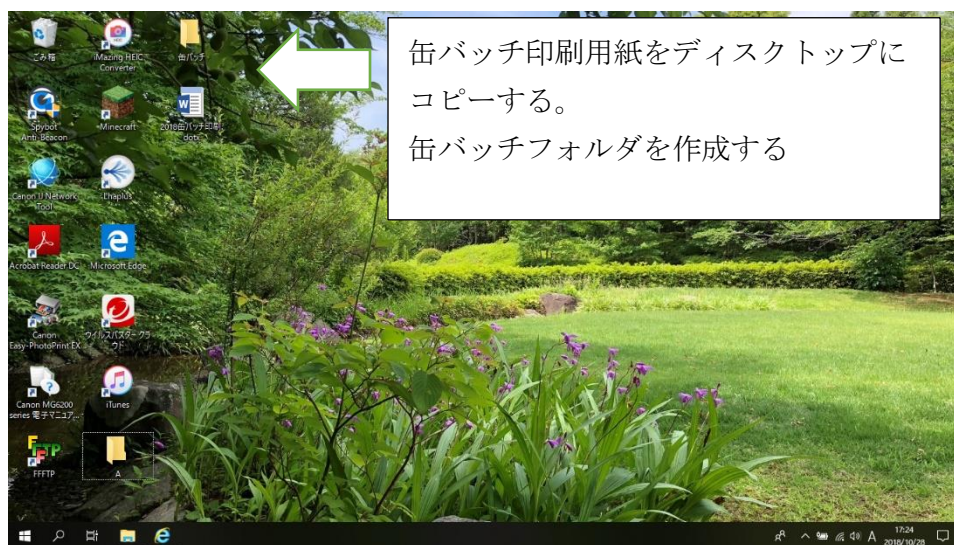 ごみ箱
iMazing HEIC
Converter
缶バッチ
缶バッチ印刷用紙をディスクトップに
コピーする。
缶バッチフォルダを作成する
Spybot
Anti-Beacon
Minecraft
2018缶バッチ印刷
dotx
Canon IJ Network
Tool
Lhaplus
Acrobat Reader DC
Microsoft Edge
Canon
Easy-PhotoPrint EX
ウイルスバスター クラ
ウド
Canon MG6200
series 電子マニュア...
iTunes
FFFTP
A
A
17:24
2018/10/28